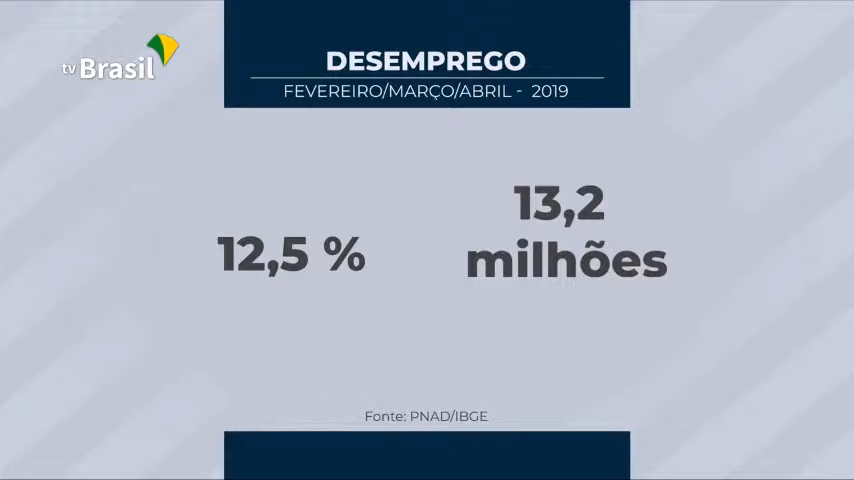 tv Brasil
DESEMPREGO
FEVEREIRO/MARÇO/ABRIL - 2019
12,5 %
13,2
milhões
Fonte: PNAD/IBGE